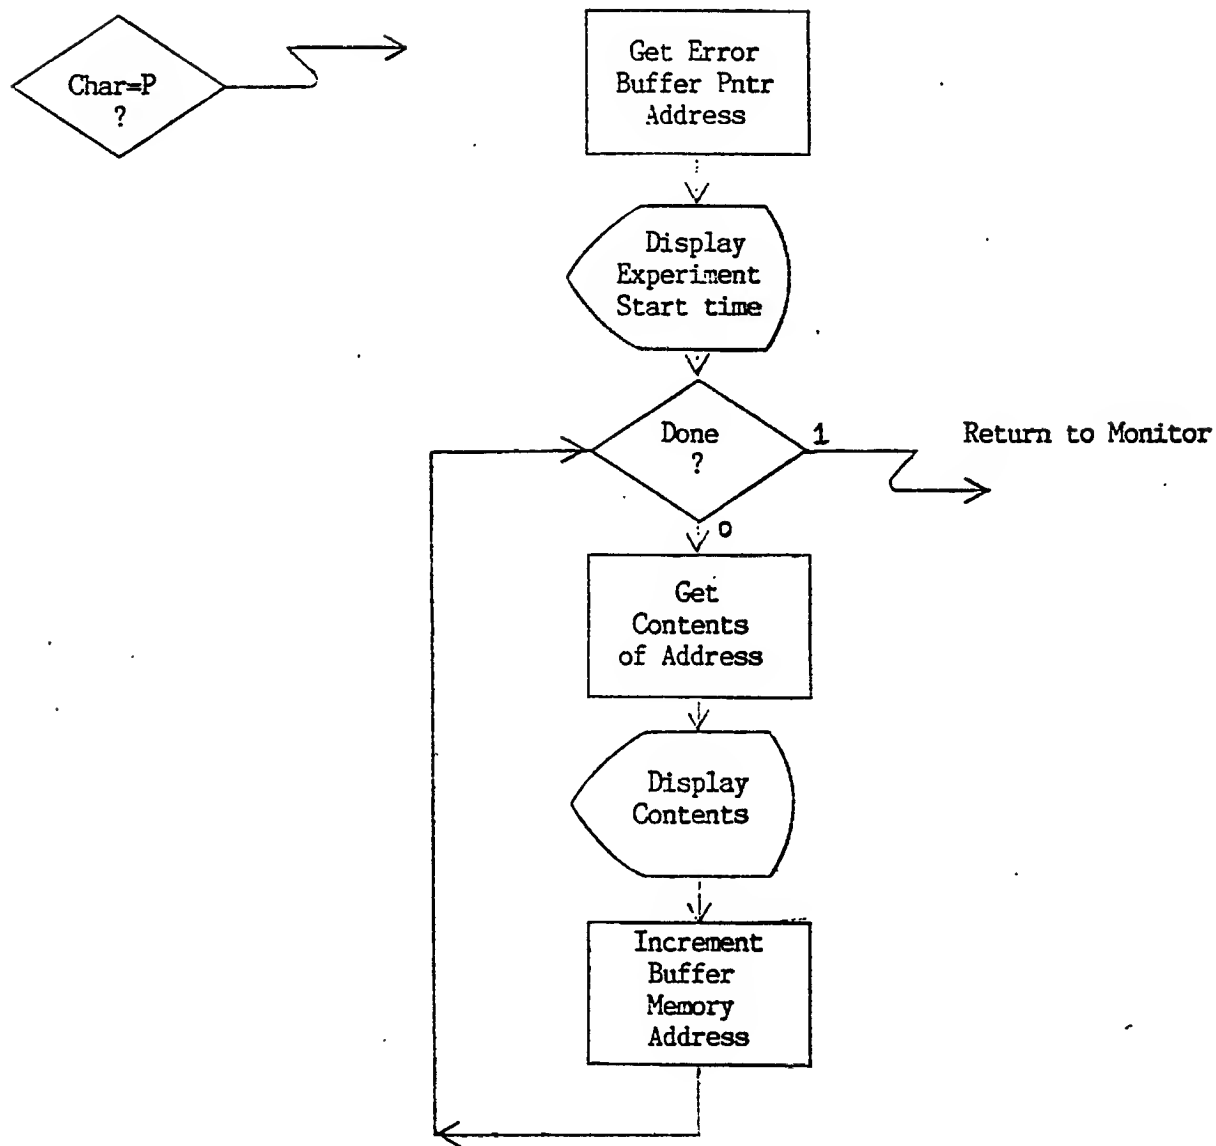 Char=P
?
Get Error
Buffer Pntr
Address
Display
Experiment
Start time
Done
?
1
Return to Monitor
0
Get
Contents
of Address
Display
Contents
Increment
Buffer
Memory
Address